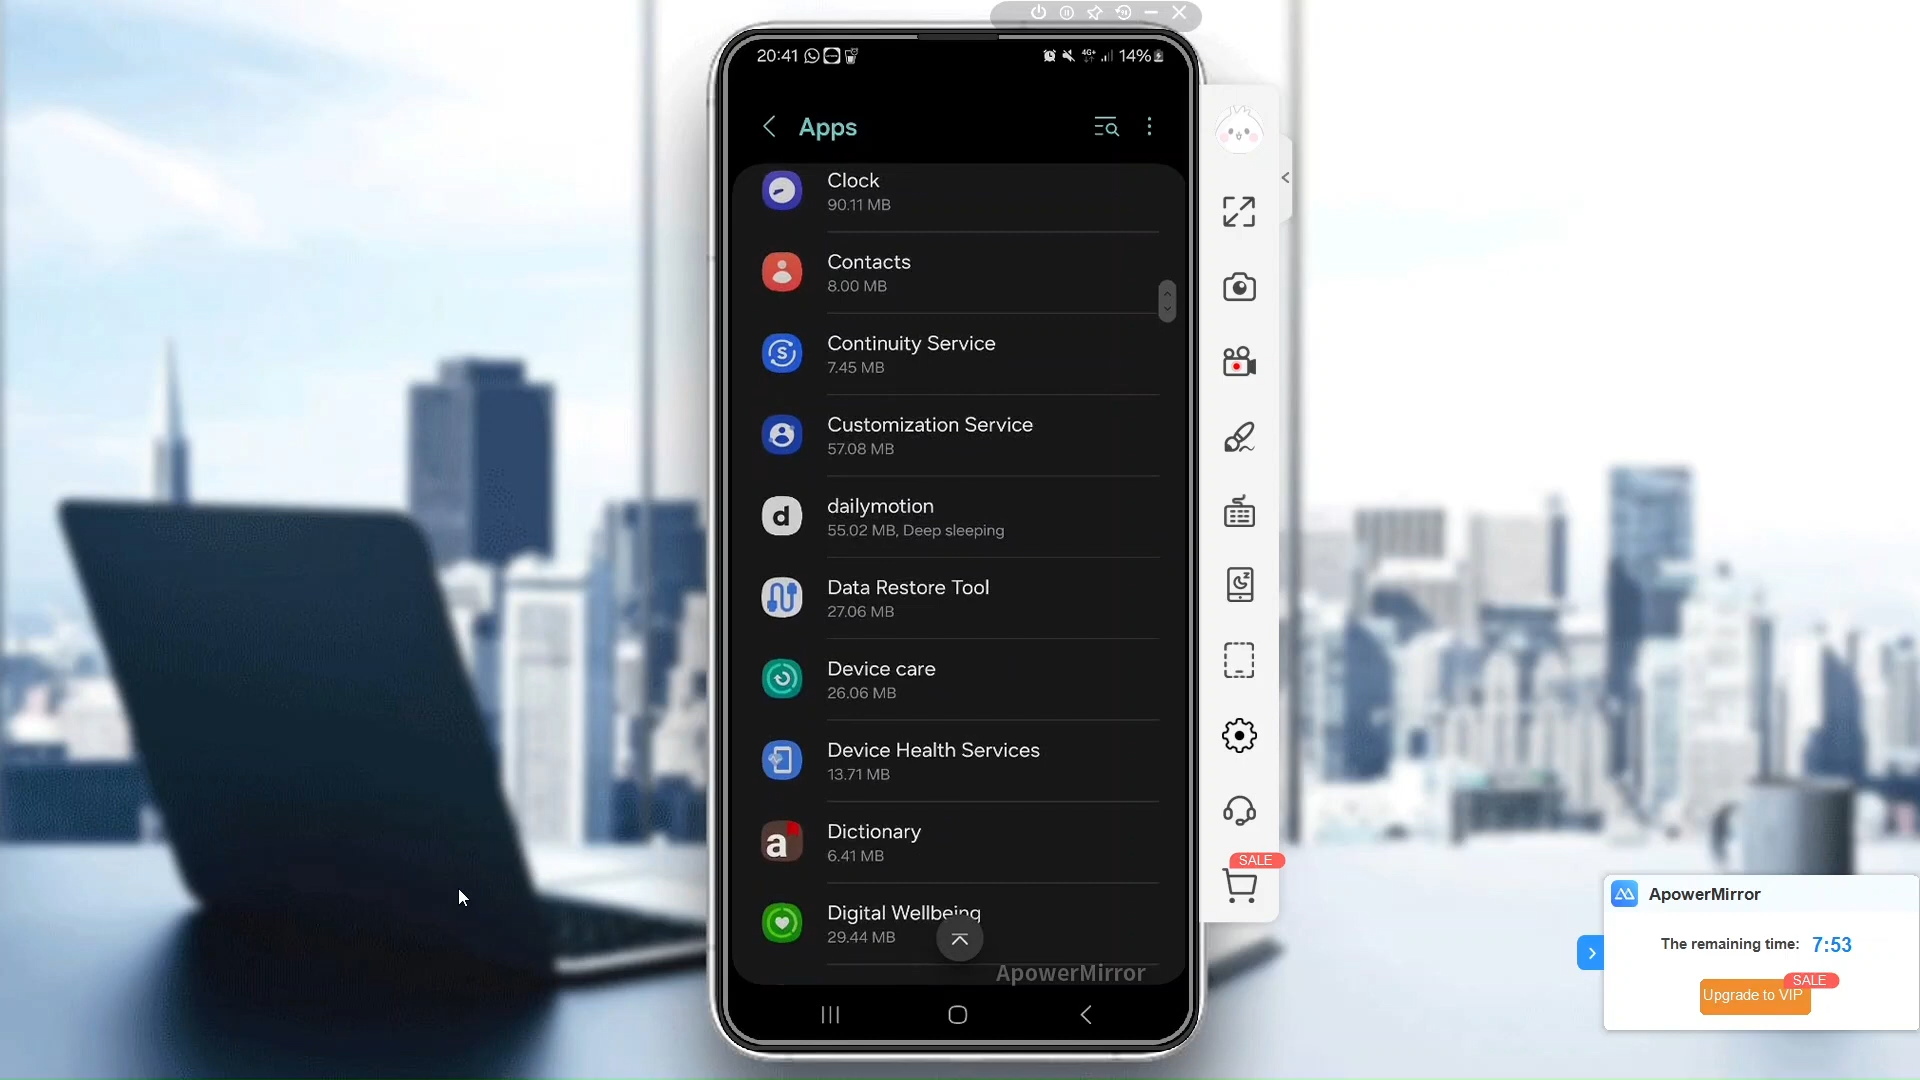 20:41
14%
Apps
Clock
90.11 MB
Contacts
8.00 MB
Continuity Service
7.45 MB
Customization Service
57.08 MB
d
dailymotion
55.02 MB, Deep sleeping
Data Restore Tool
27.06 MB
Device care
26.06 MB
Device Health Services
13.71 MB
a
Dictionary
6.41 MB
Digital Wellbeing
29.44 MB
ApowerMirror
SALE
ApowerMirror
The remaining time: 7:53
SALE
Upgrade to VIP